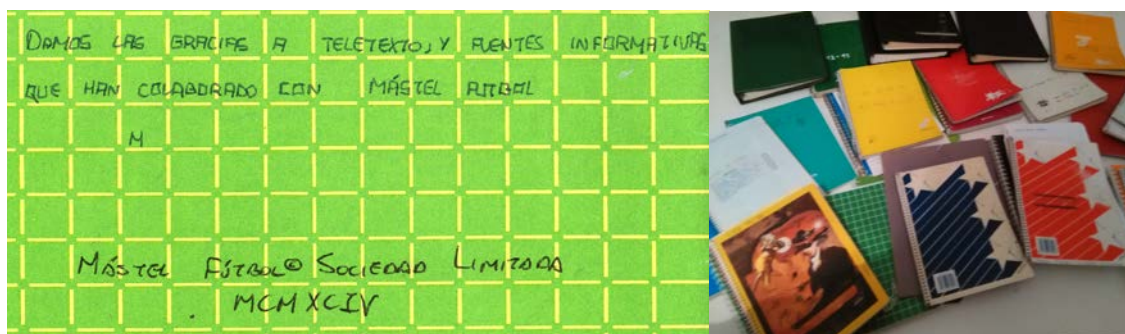 DAMOS LAS GRACIAS A TELETEXTO, Y FUENTES INFORMATIVAS
QUE HAN COLABORADO CON MÁSTEL FÚTBOL
M
MÁSTEL FÚTBOL© SOCIEDAD LIMITADA
MCMXCIV